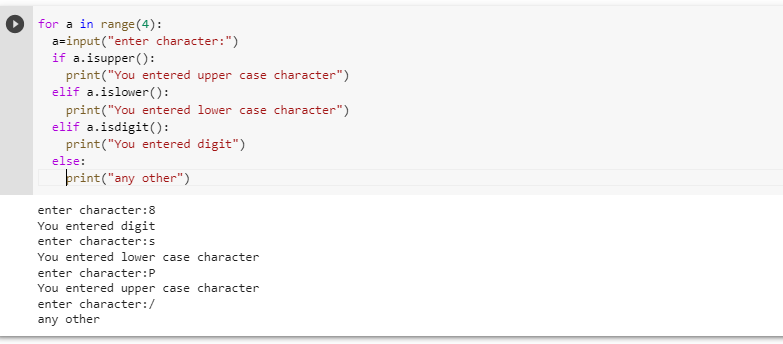 for a in range(4):
  a=input("enter character:")
  if a.isupper():
    print("You entered upper case character")
  elif a.islower():
    print("You entered lower case character")
  elif a.isdigit():
    print("You entered digit")
  else:
    print("any other")
enter character:8
You entered digit
enter character:s
You entered lower case character
enter character:P
You entered upper case character
enter character:/
any other